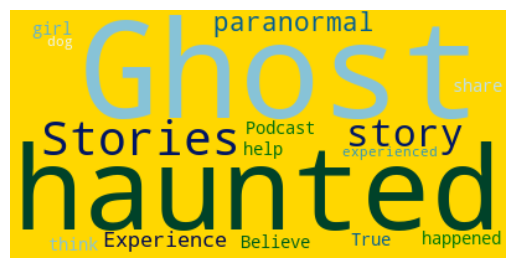 girl
paranormal
dog
Ghost
share
Stories
Podcast
story
help
experienced
haunted
think
Experience
Believe
True
happened